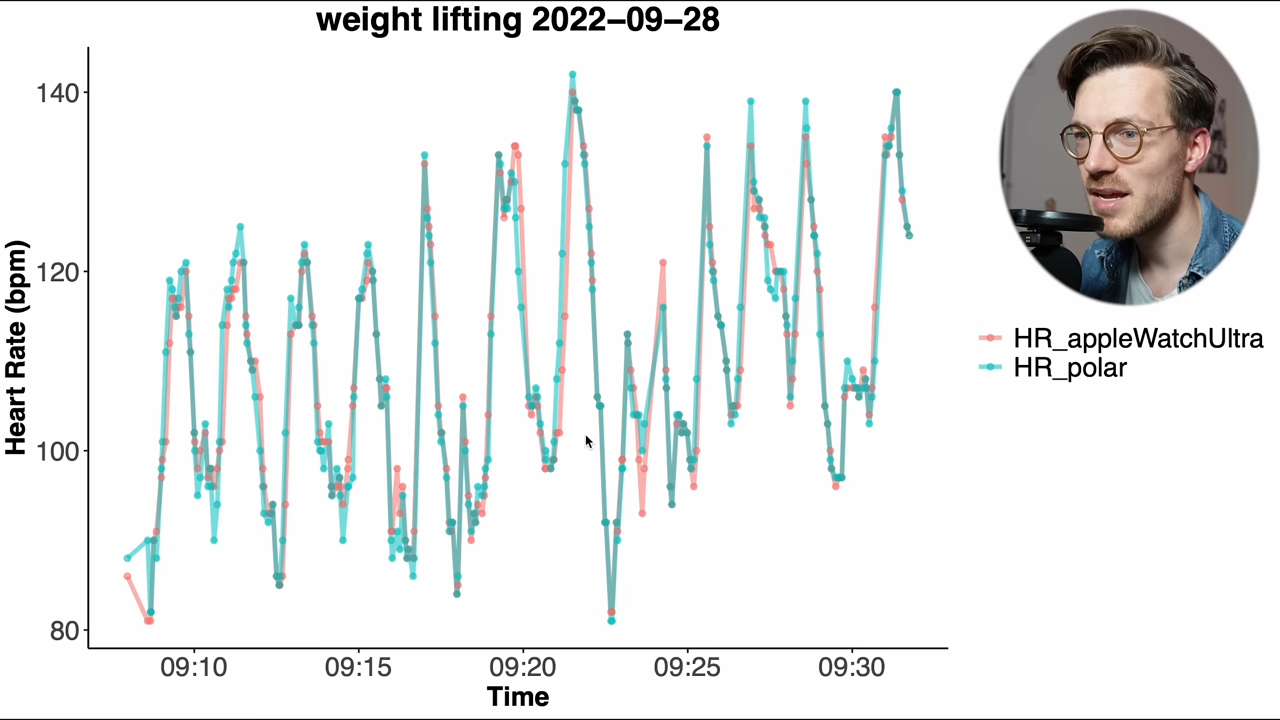 weight lifting 2022–09–28
140
120
100
80
Heart Rate (bpm)
09:10
09:15
09:20
09:25
09:30
Time
HR_appleWatchUltra
HR_polar